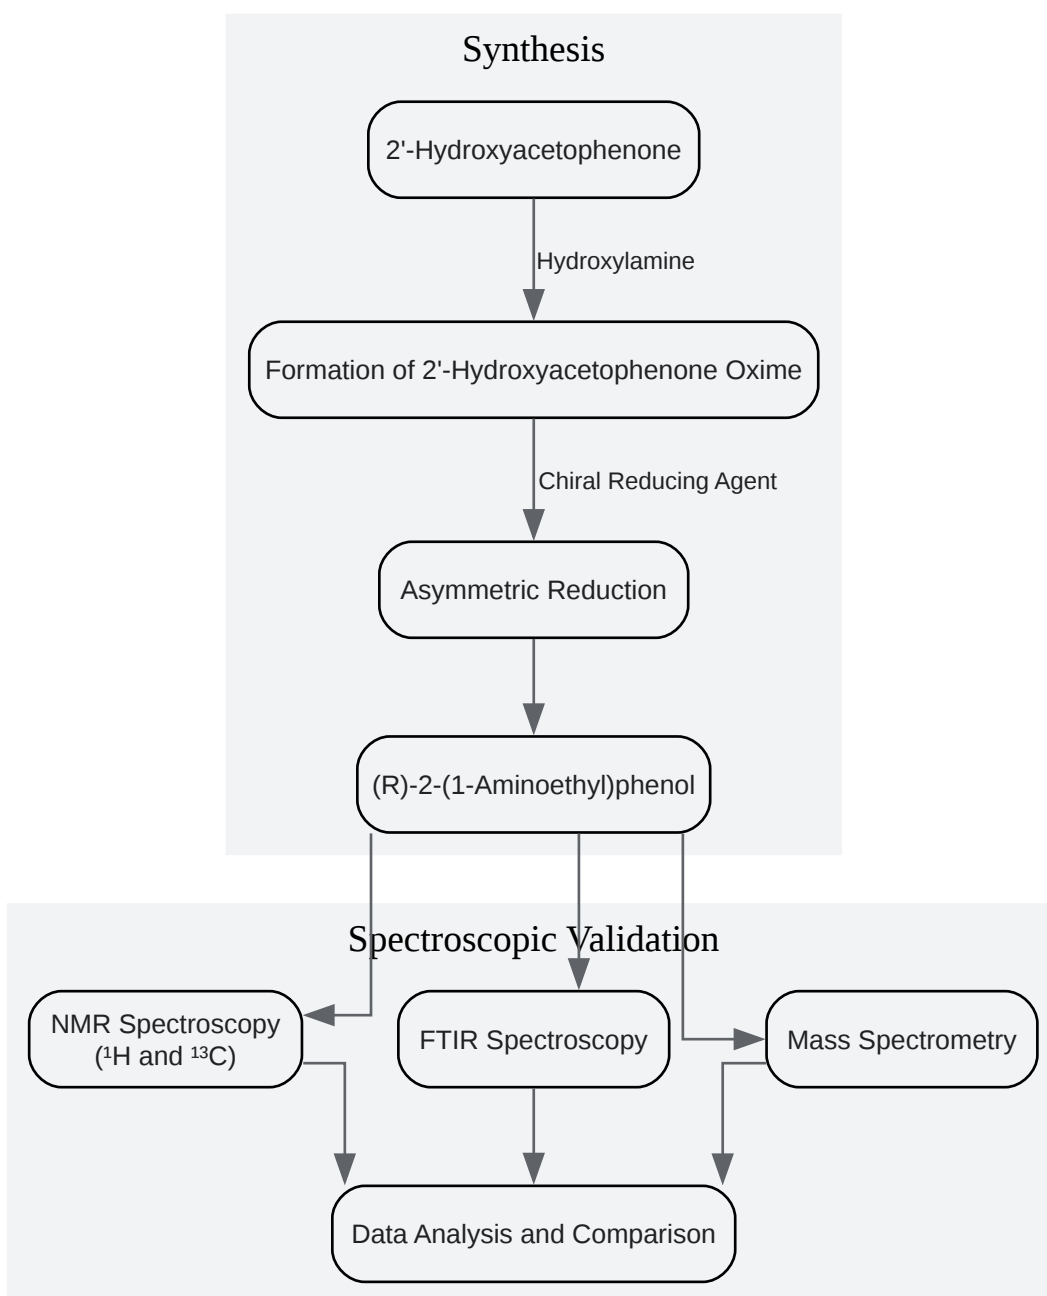 Synthesis
2'-Hydroxyacetophenone
Hydroxylamine
Formation of 2'-Hydroxyacetophenone Oxime
Chiral Reducing Agent
Asymmetric Reduction
(R)-2-(1-Aminoethyl)phenol
Spectroscopic Validation
NMR Spectroscopy
(¹H and ¹³C)
FTIR Spectroscopy
Mass Spectrometry
Data Analysis and Comparison